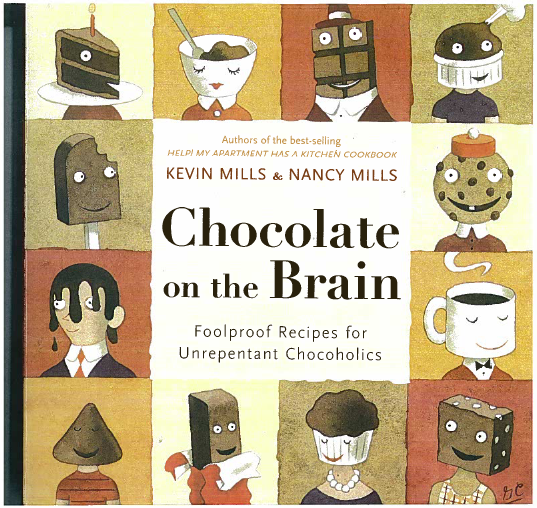 Authors of the best-selling
HELP! MY APARTMENT HAS A KITCHEN COOKBOOK
KEVIN MILLS & NANCY MILLS
Chocolate
on the Brain
Foolproof Recipes for
Unrepentant Chocoholics